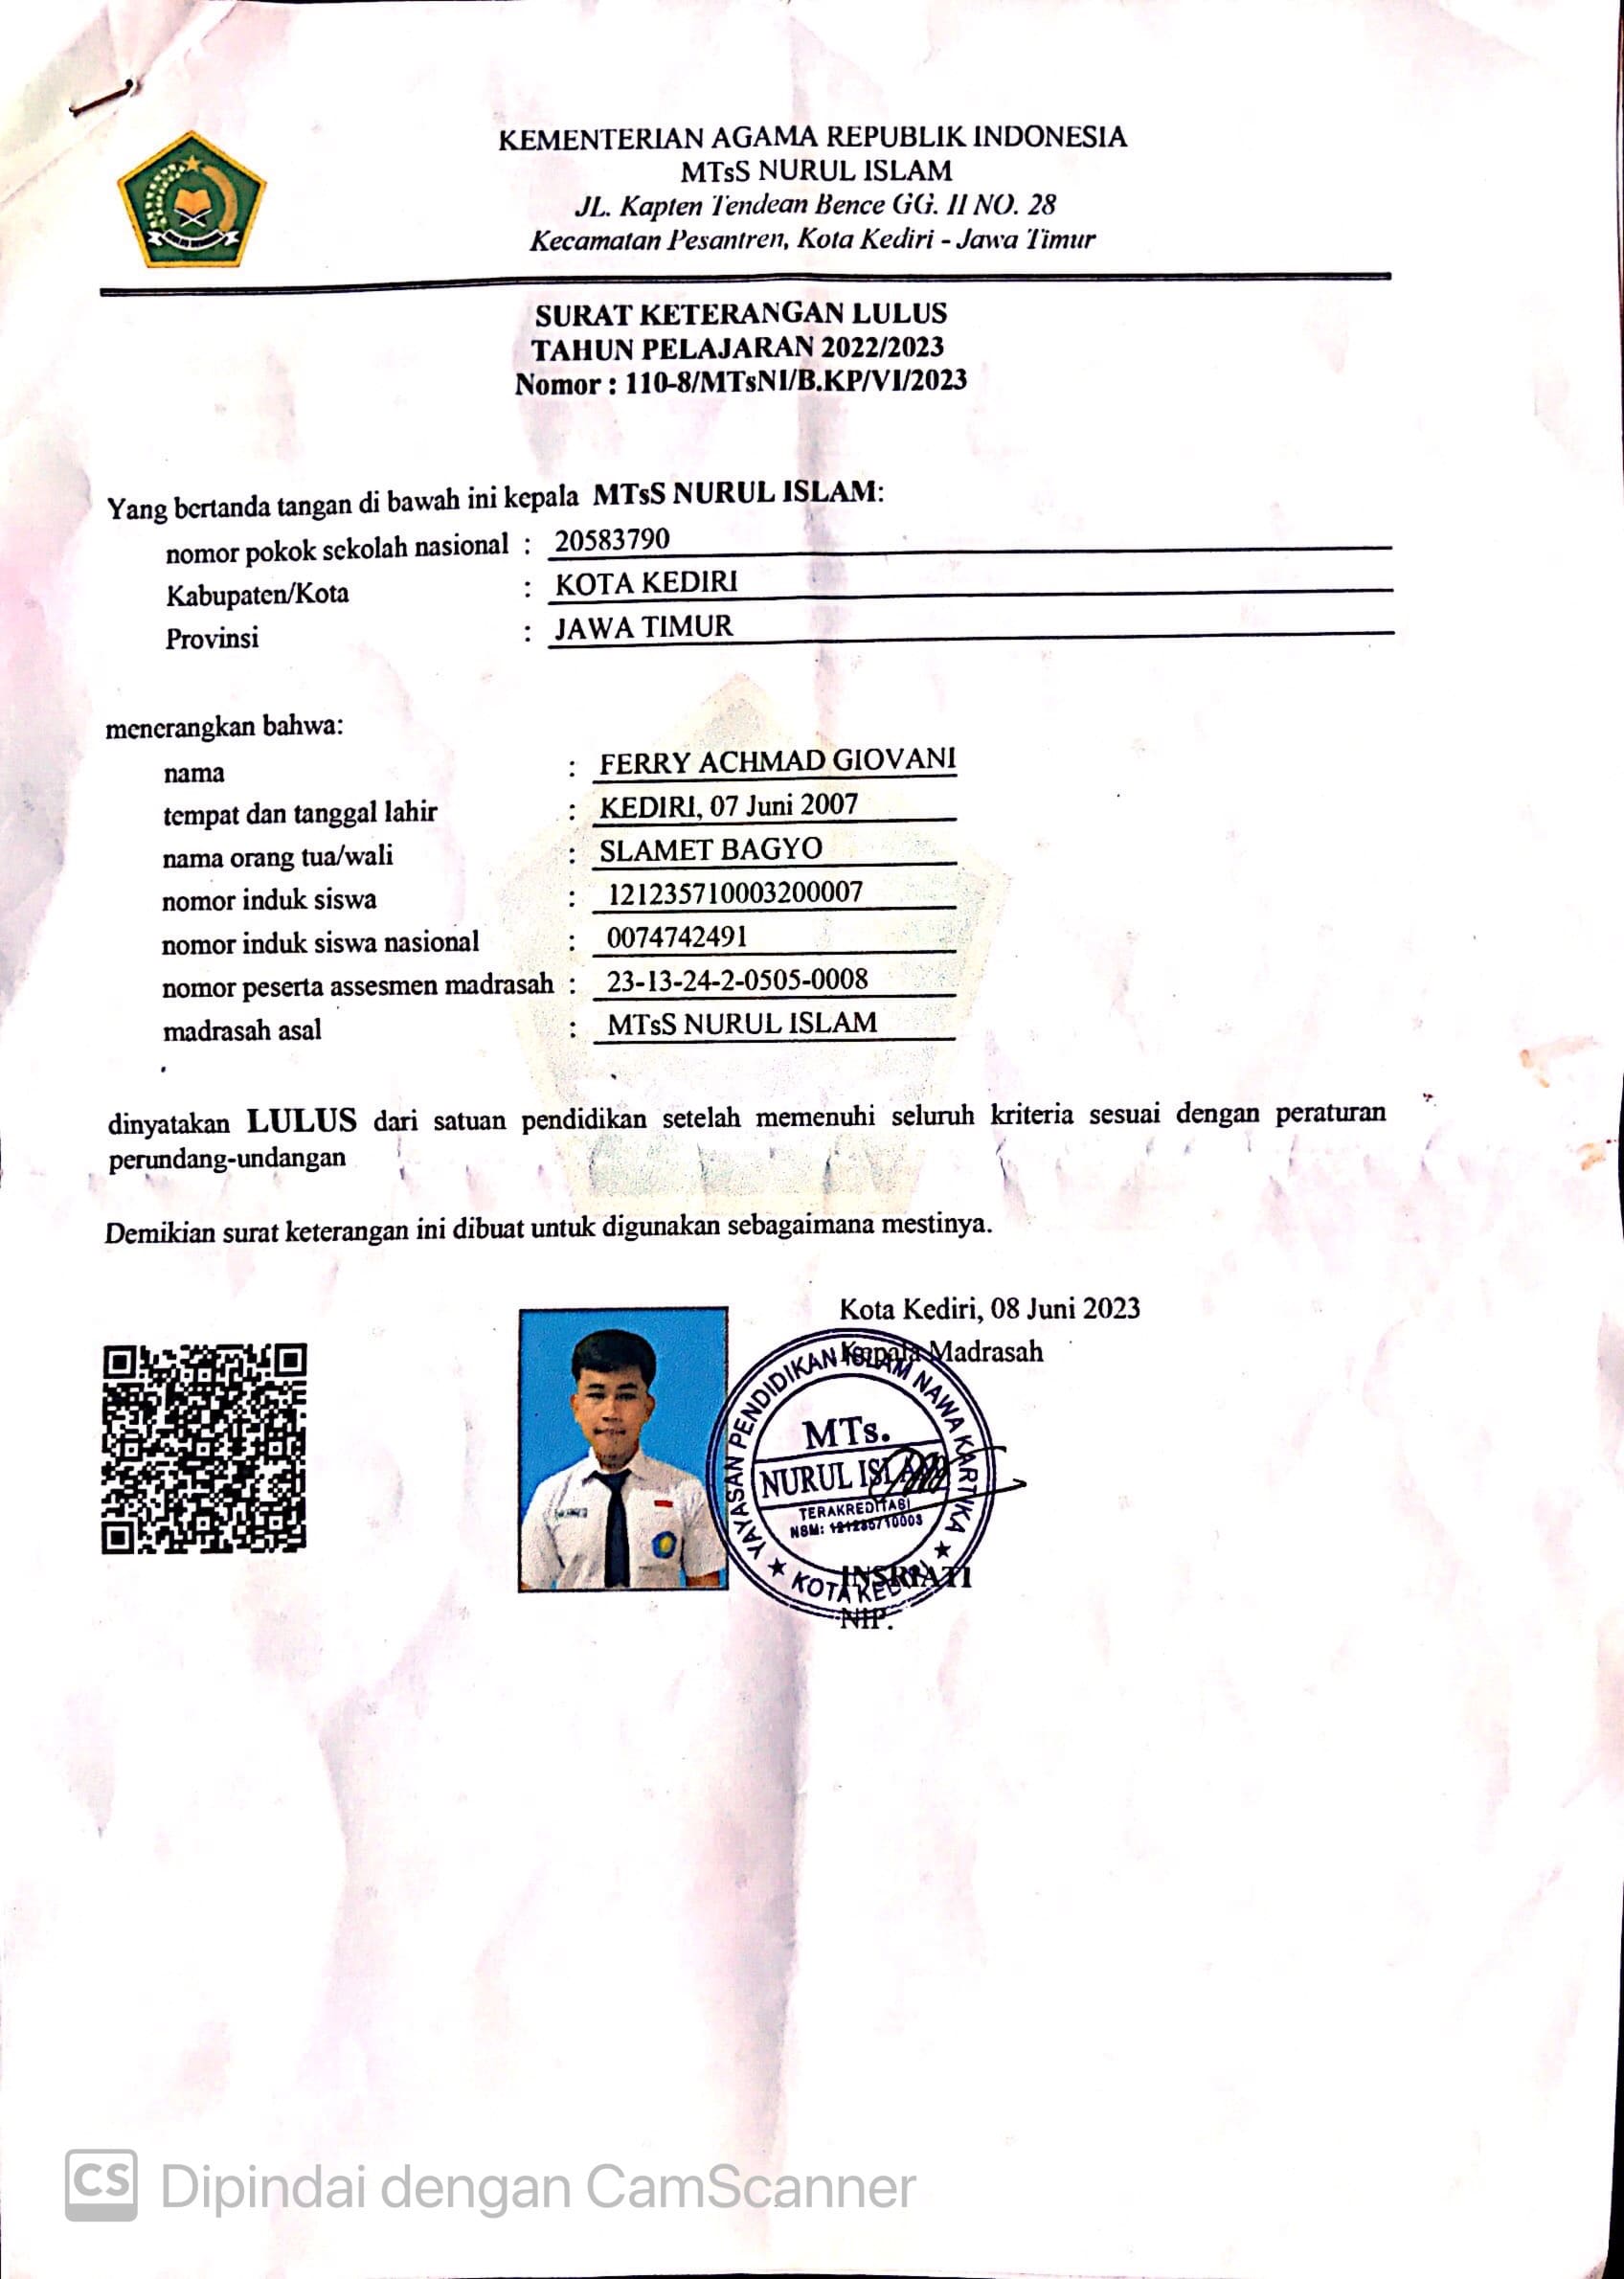 KEMENTERIAN AGAMA REPUBLIK INDONESIA
MTsS NURUL ISLAM
JL. Kapten Tendean Bence GG. II NO. 28
Kecamatan Pesantren, Kota Kediri - Jawa Timur
SURAT KETERANGAN LULUS
TAHUN PELAJARAN 2022/2023
Nomor : 110-8/MTsNI/B.KP/VI/2023
Yang bertanda tangan di bawah ini kepala MTsS NURUL ISLAM:
nomor pokok sekolah nasional : 20583790
Kabupaten/Kota : KOTA KEDIRI
Provinsi : JAWA TIMUR
menerangkan bahwa:
nama : FERRY ACHMAD GIOVANI
tempat dan tanggal lahir : KEDIRI, 07 Juni 2007
nama orang tua/wali : SLAMET BAGYO
nomor induk siswa : 121235710003200007
nomor induk siswa nasional : 0074742491
nomor peserta assesmen madrasah : 23-13-24-2-0505-0008
madrasah asal : MTsS NURUL ISLAM
dinyatakan LULUS dari satuan pendidikan setelah memenuhi seluruh kriteria sesuai dengan peraturan
perundang-undangan
Demikian surat keterangan ini dibuat untuk digunakan sebagaimana mestinya.
Kota Kediri, 08 Juni 2023
Kepala Madrasah
YAYASAN PENDIDIKAN ISLAM NAWA KARTIKA
MTs.
NURUL ISLAM
TERAKREDITASI
NSM: 121235710003
KOTA KEDIRI
INSRIATI
NIP.
CS Dipindai dengan CamScanner